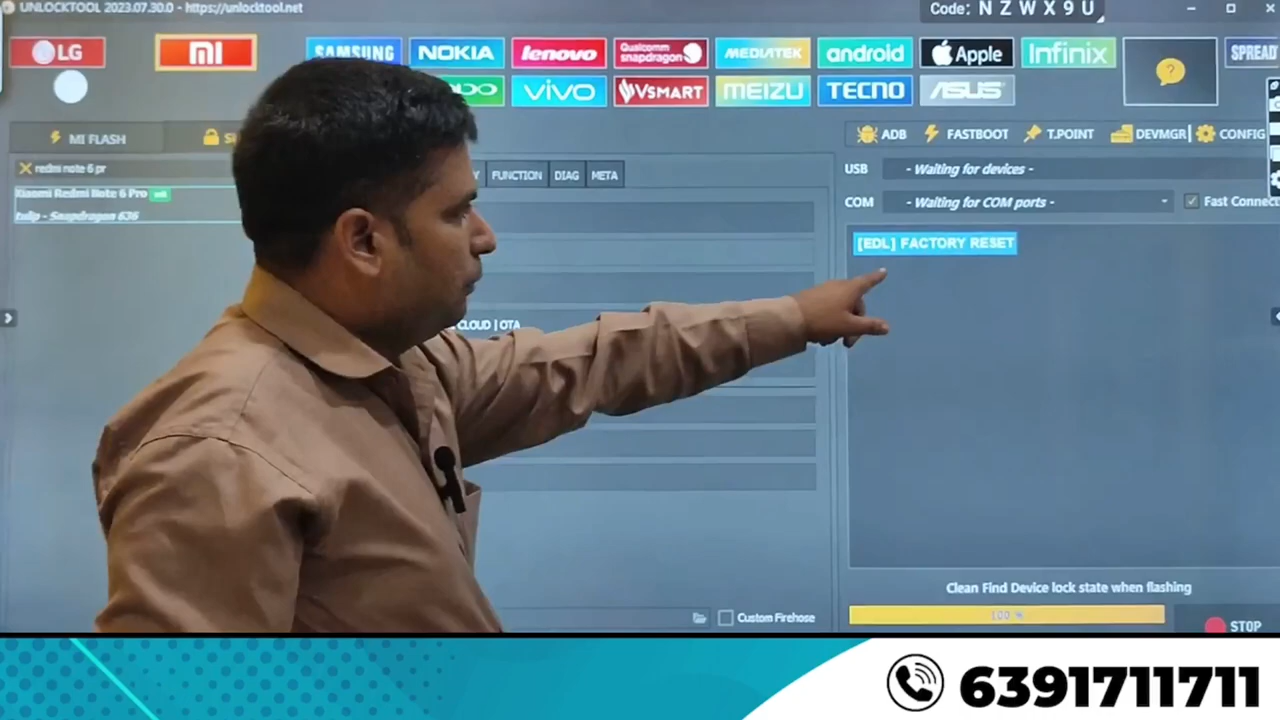 UNLOCKTOOL 2023.07.30.0 - https://unlocktool.net
Code: N Z W X 9 U
LG
MI
SAMSUNG
NOKIA
lenovo
Qualcomm
snapdragon
MEDIATEK
android
Apple
Infinix
SPREAD
vivo
VSMART
MEIZU
TECNO
ASUS
MI FLASH
ADB
FASTBOOT
T.POINT
DEVMGR
CONFIG
redmi note 6 pr
FUNCTION
DIAG
META
USB
- Waiting for devices -
Xiaomi Redmi Note 6 Pro
tulip - Snapdragon 636
COM
- Waiting for COM ports -
Fast Connect
[EDL] FACTORY RESET
CLOUD | OTA
Clean Find Device lock state when flashing
Custom Firehose
100 %
STOP
6391711711